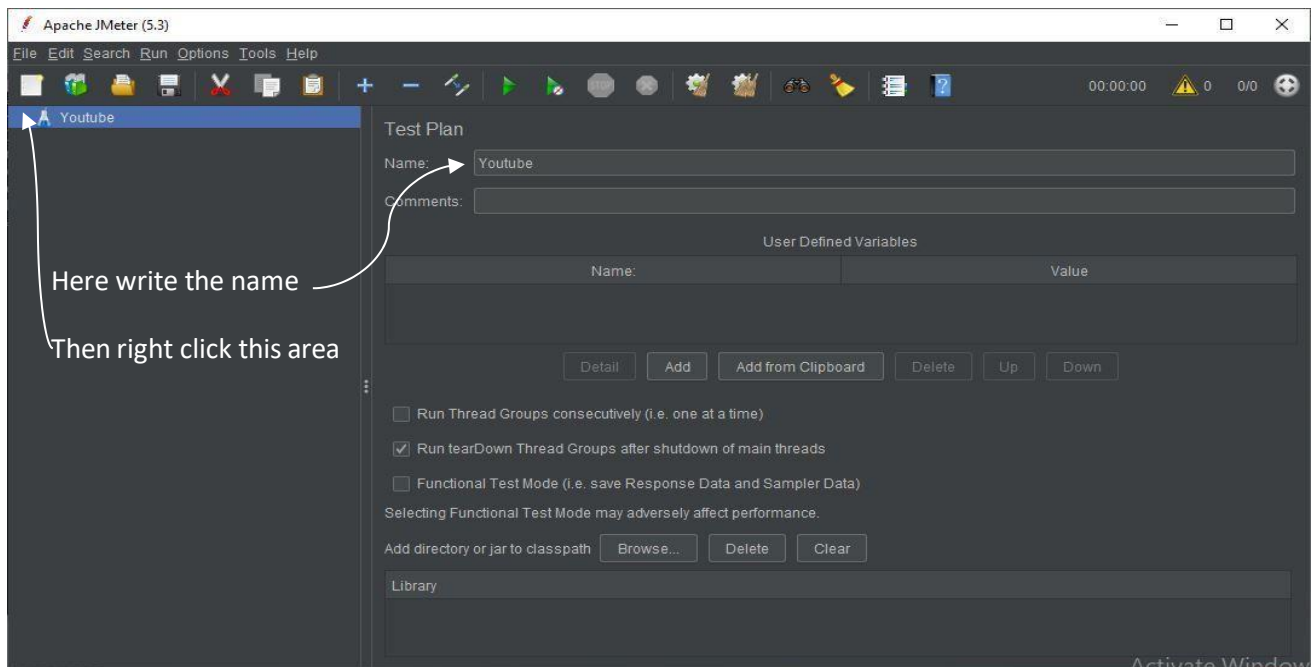 Apache JMeter (5.3)
File Edit Search Run Options Tools Help
STOP
00:00:00 0 0/0
Youtube
Test Plan
Name: Youtube
Comments:
User Defined Variables
Name: Value
Here write the name
Then right click this area
Detail Add Add from Clipboard Delete Up Down
Run Thread Groups consecutively (i.e. one at a time)
Run tearDown Thread Groups after shutdown of main threads
Functional Test Mode (i.e. save Response Data and Sampler Data)
Selecting Functional Test Mode may adversely affect performance.
Add directory or jar to classpath Browse... Delete Clear
Library
Activate Window